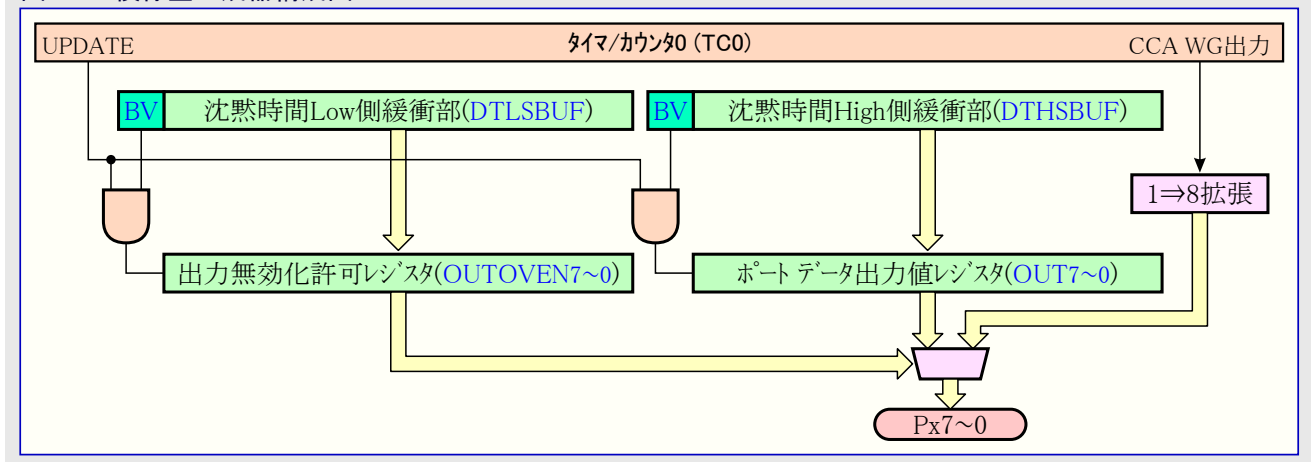 UPDATE
タイマ/カウンタ0 (TC0)
CCA WG出力
BV
沈黙時間Low側緩衝部(DTLSBUF)
BV
沈黙時間High側緩衝部(DTHSBUF)
1⇒8拡張
出力無効化許可レジスタ(OUTOVEN7~0)
ポート データ出力値レジスタ(OUT7~0)
Px7~0